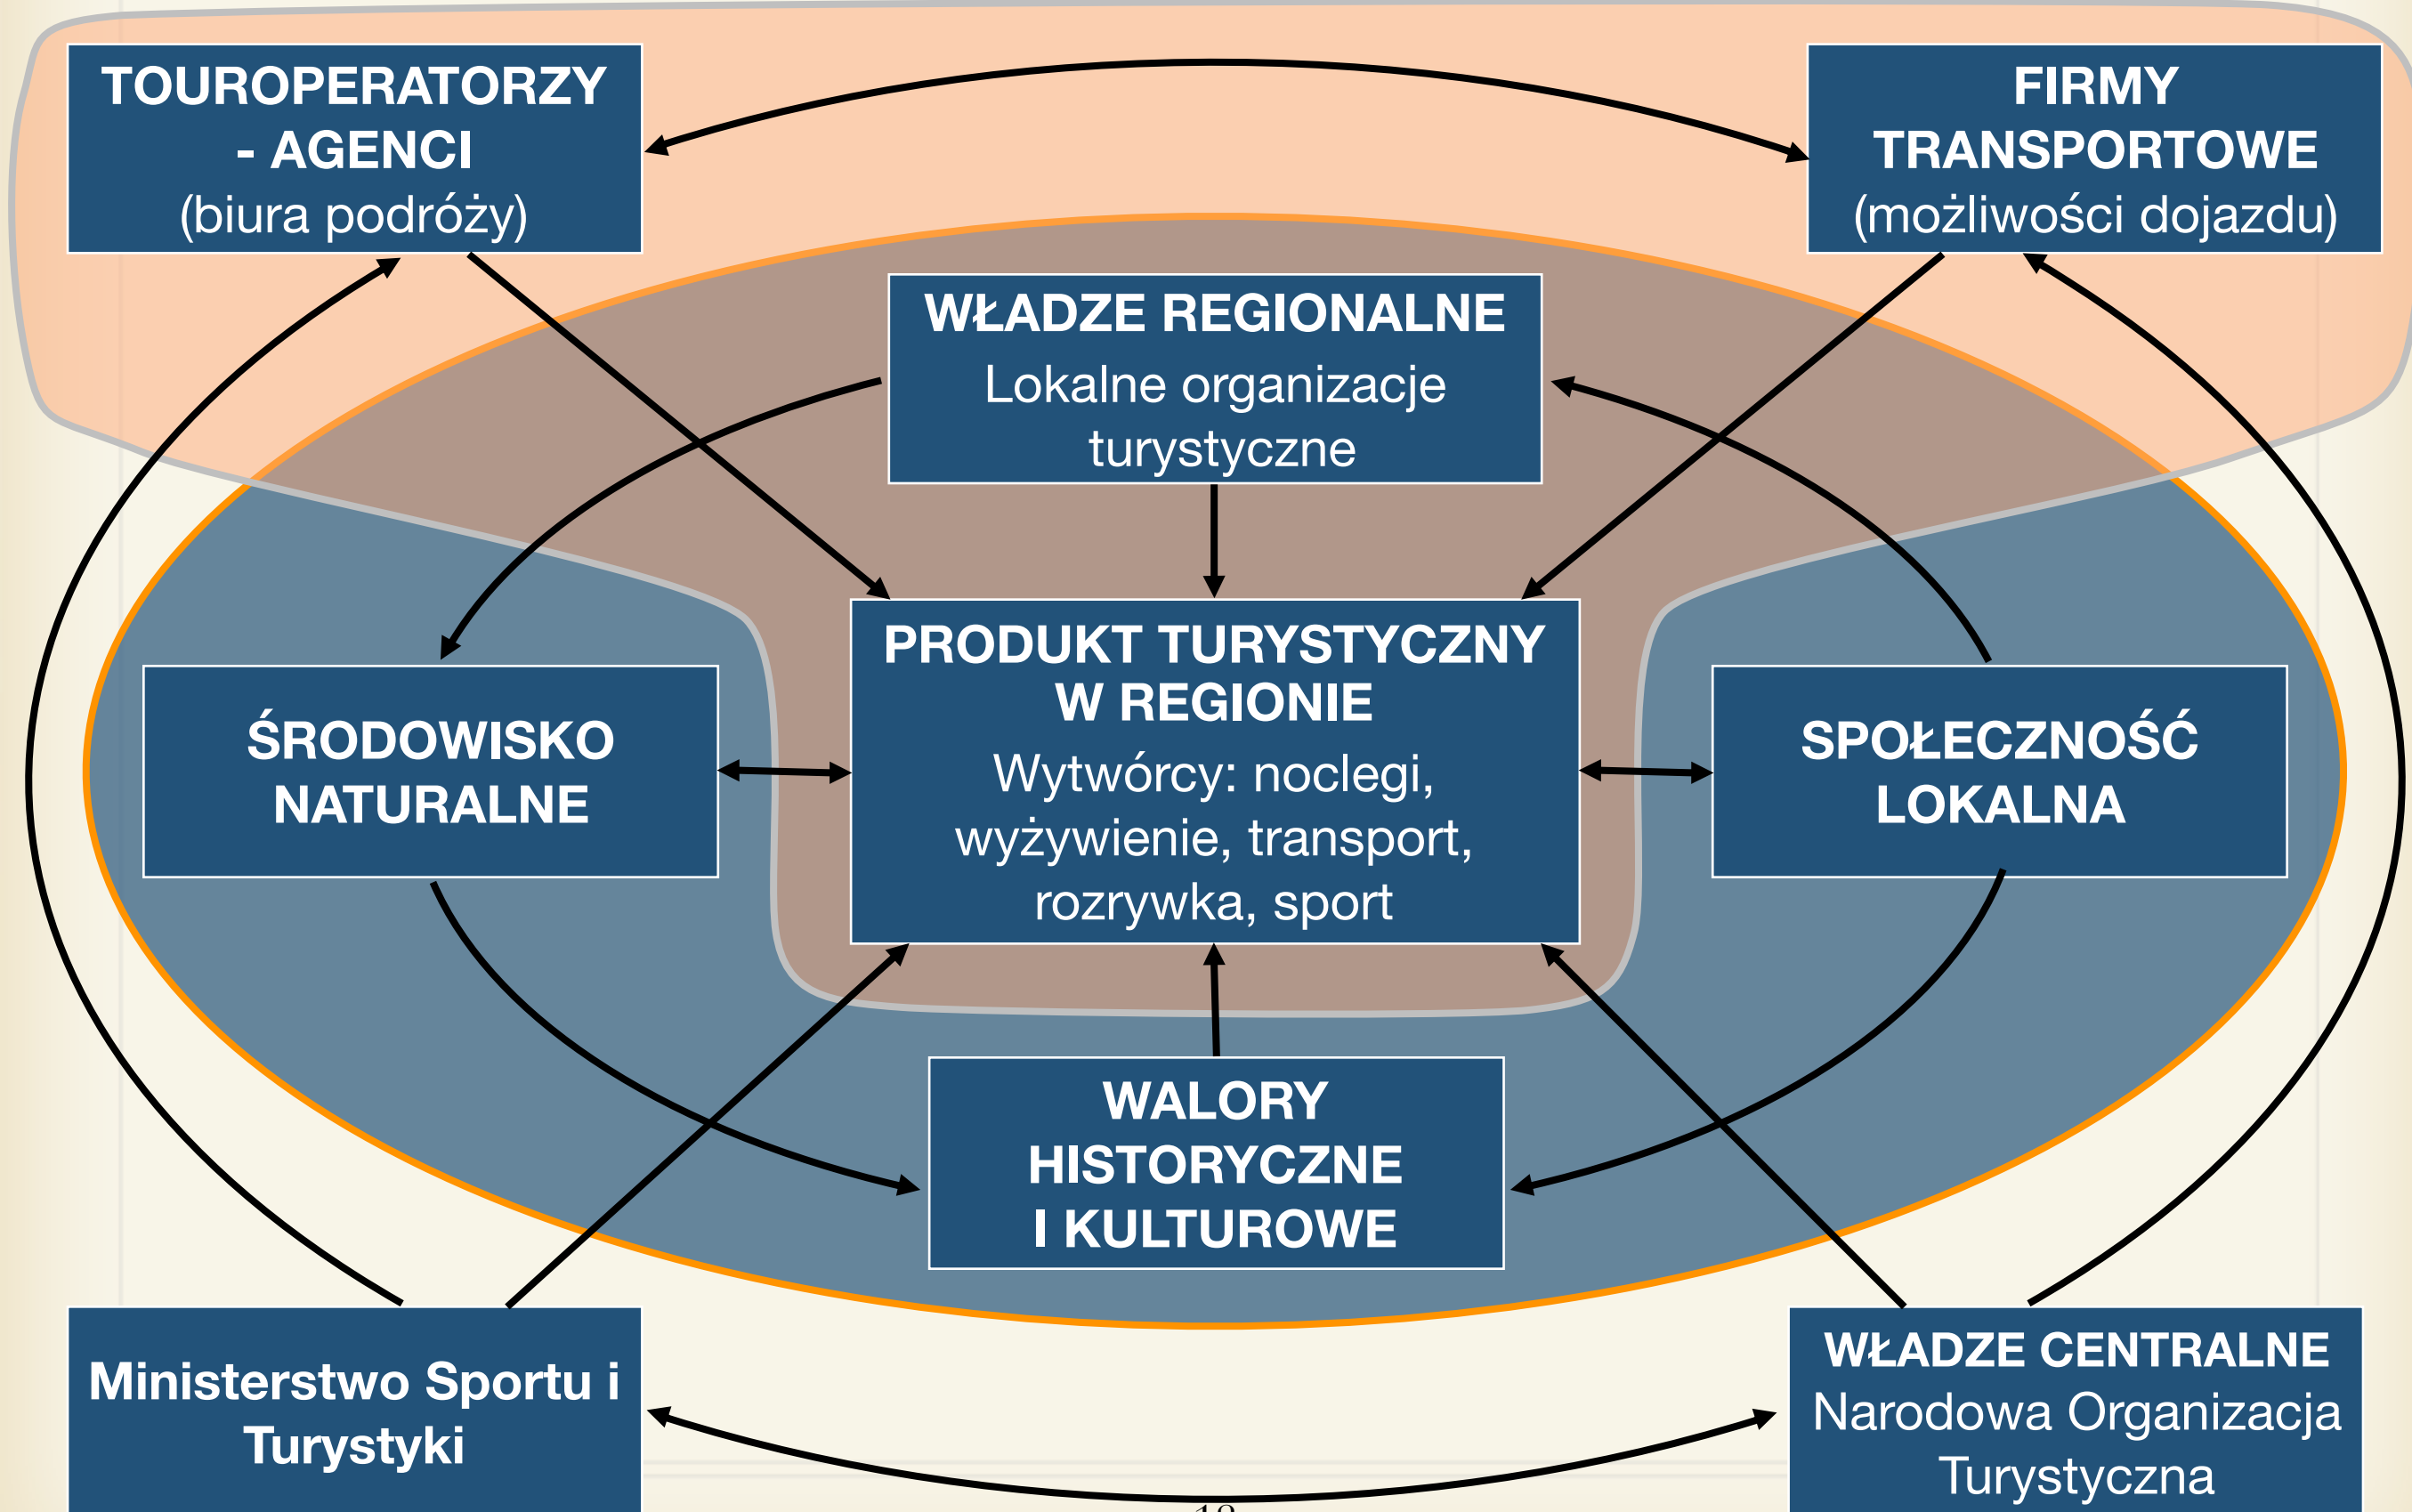 TOUROPERATORZY
- AGENCI
(biura podróży)
FIRMY
TRANSPORTOWE
(możliwości dojazdu)
WŁADZE REGIONALNE
Lokalne organizacje
turystyczne
PRODUKT TURYSTYCZNY
W REGIONIE
Wytwórcy: noclegi,
wyżywienie, transport,
rozrywka, sport
ŚRODOWISKO
NATURALNE
SPOŁECZNOŚĆ
LOKALNA
WALORY
HISTORYCZNE
I KULTUROWE
Ministerstwo Sportu i
Turystyki
WŁADZE CENTRALNE
Narodowa Organizacja
Turystyczna